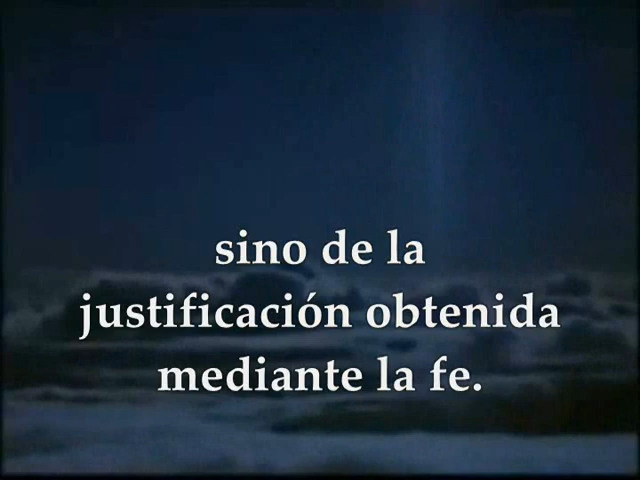 sino de la
justificación obtenida
mediante la fe.